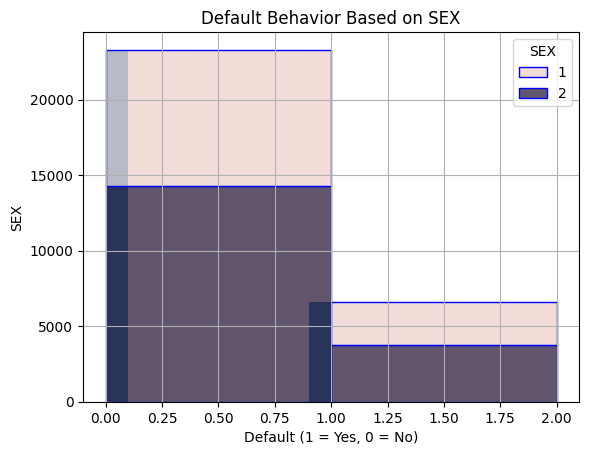 Default Behavior Based on SEX
SEX
1
2
20000
15000
10000
5000
0
SEX
0.00 0.25 0.50 0.75 1.00 1.25 1.50 1.75 2.00
Default (1 = Yes, 0 = No)